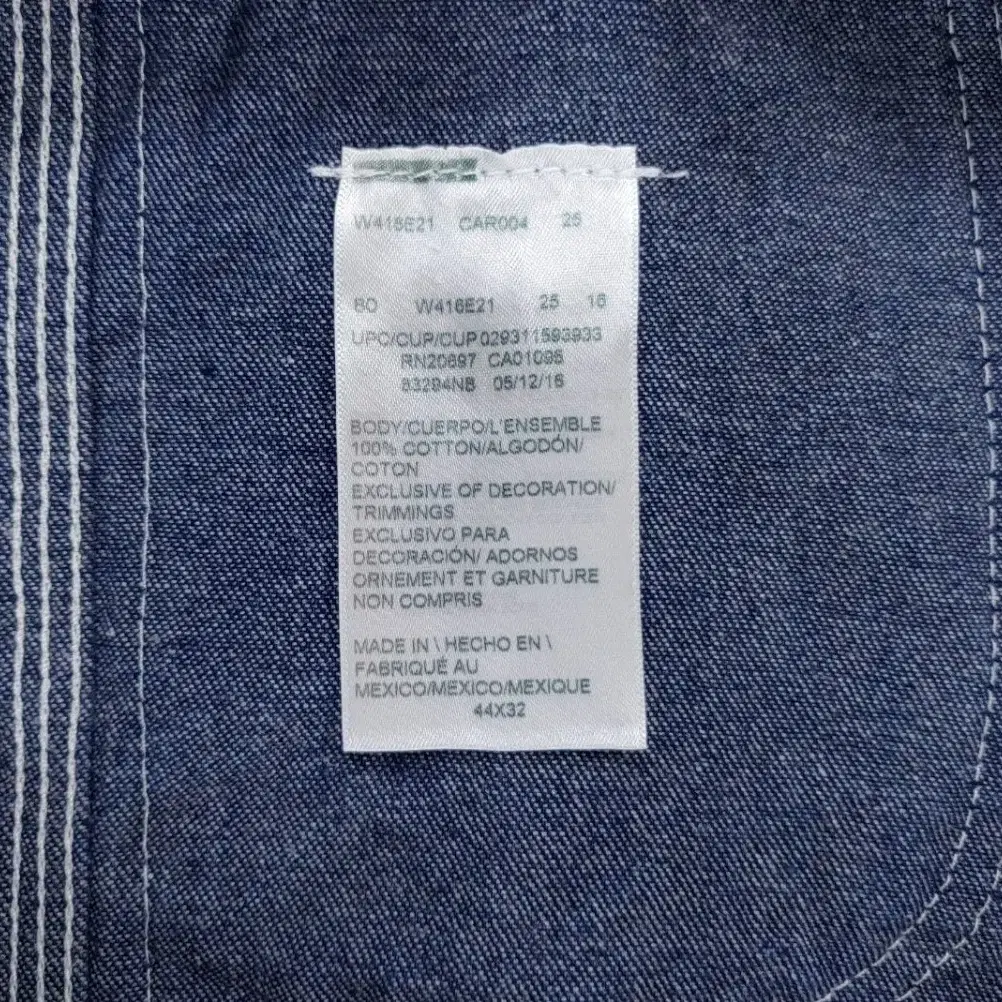 W416E21 CAR004 25
BO W416E21 25 16
UPC/CUP/CUP 029311593933
RN20697 CA01095
83294NB 05/12/16
BODY/CUERPO/L'ENSEMBLE
100% COTTON/ALGODÓN/
COTON
EXCLUSIVE OF DECORATION/
TRIMMINGS
EXCLUSIVO PARA
DECORACIÓN/ ADORNOS
ORNEMENT ET GARNITURE
NON COMPRIS
MADE IN \ HECHO EN \
FABRIQUÉ AU
MEXICO/MEXICO/MEXIQUE
44X32